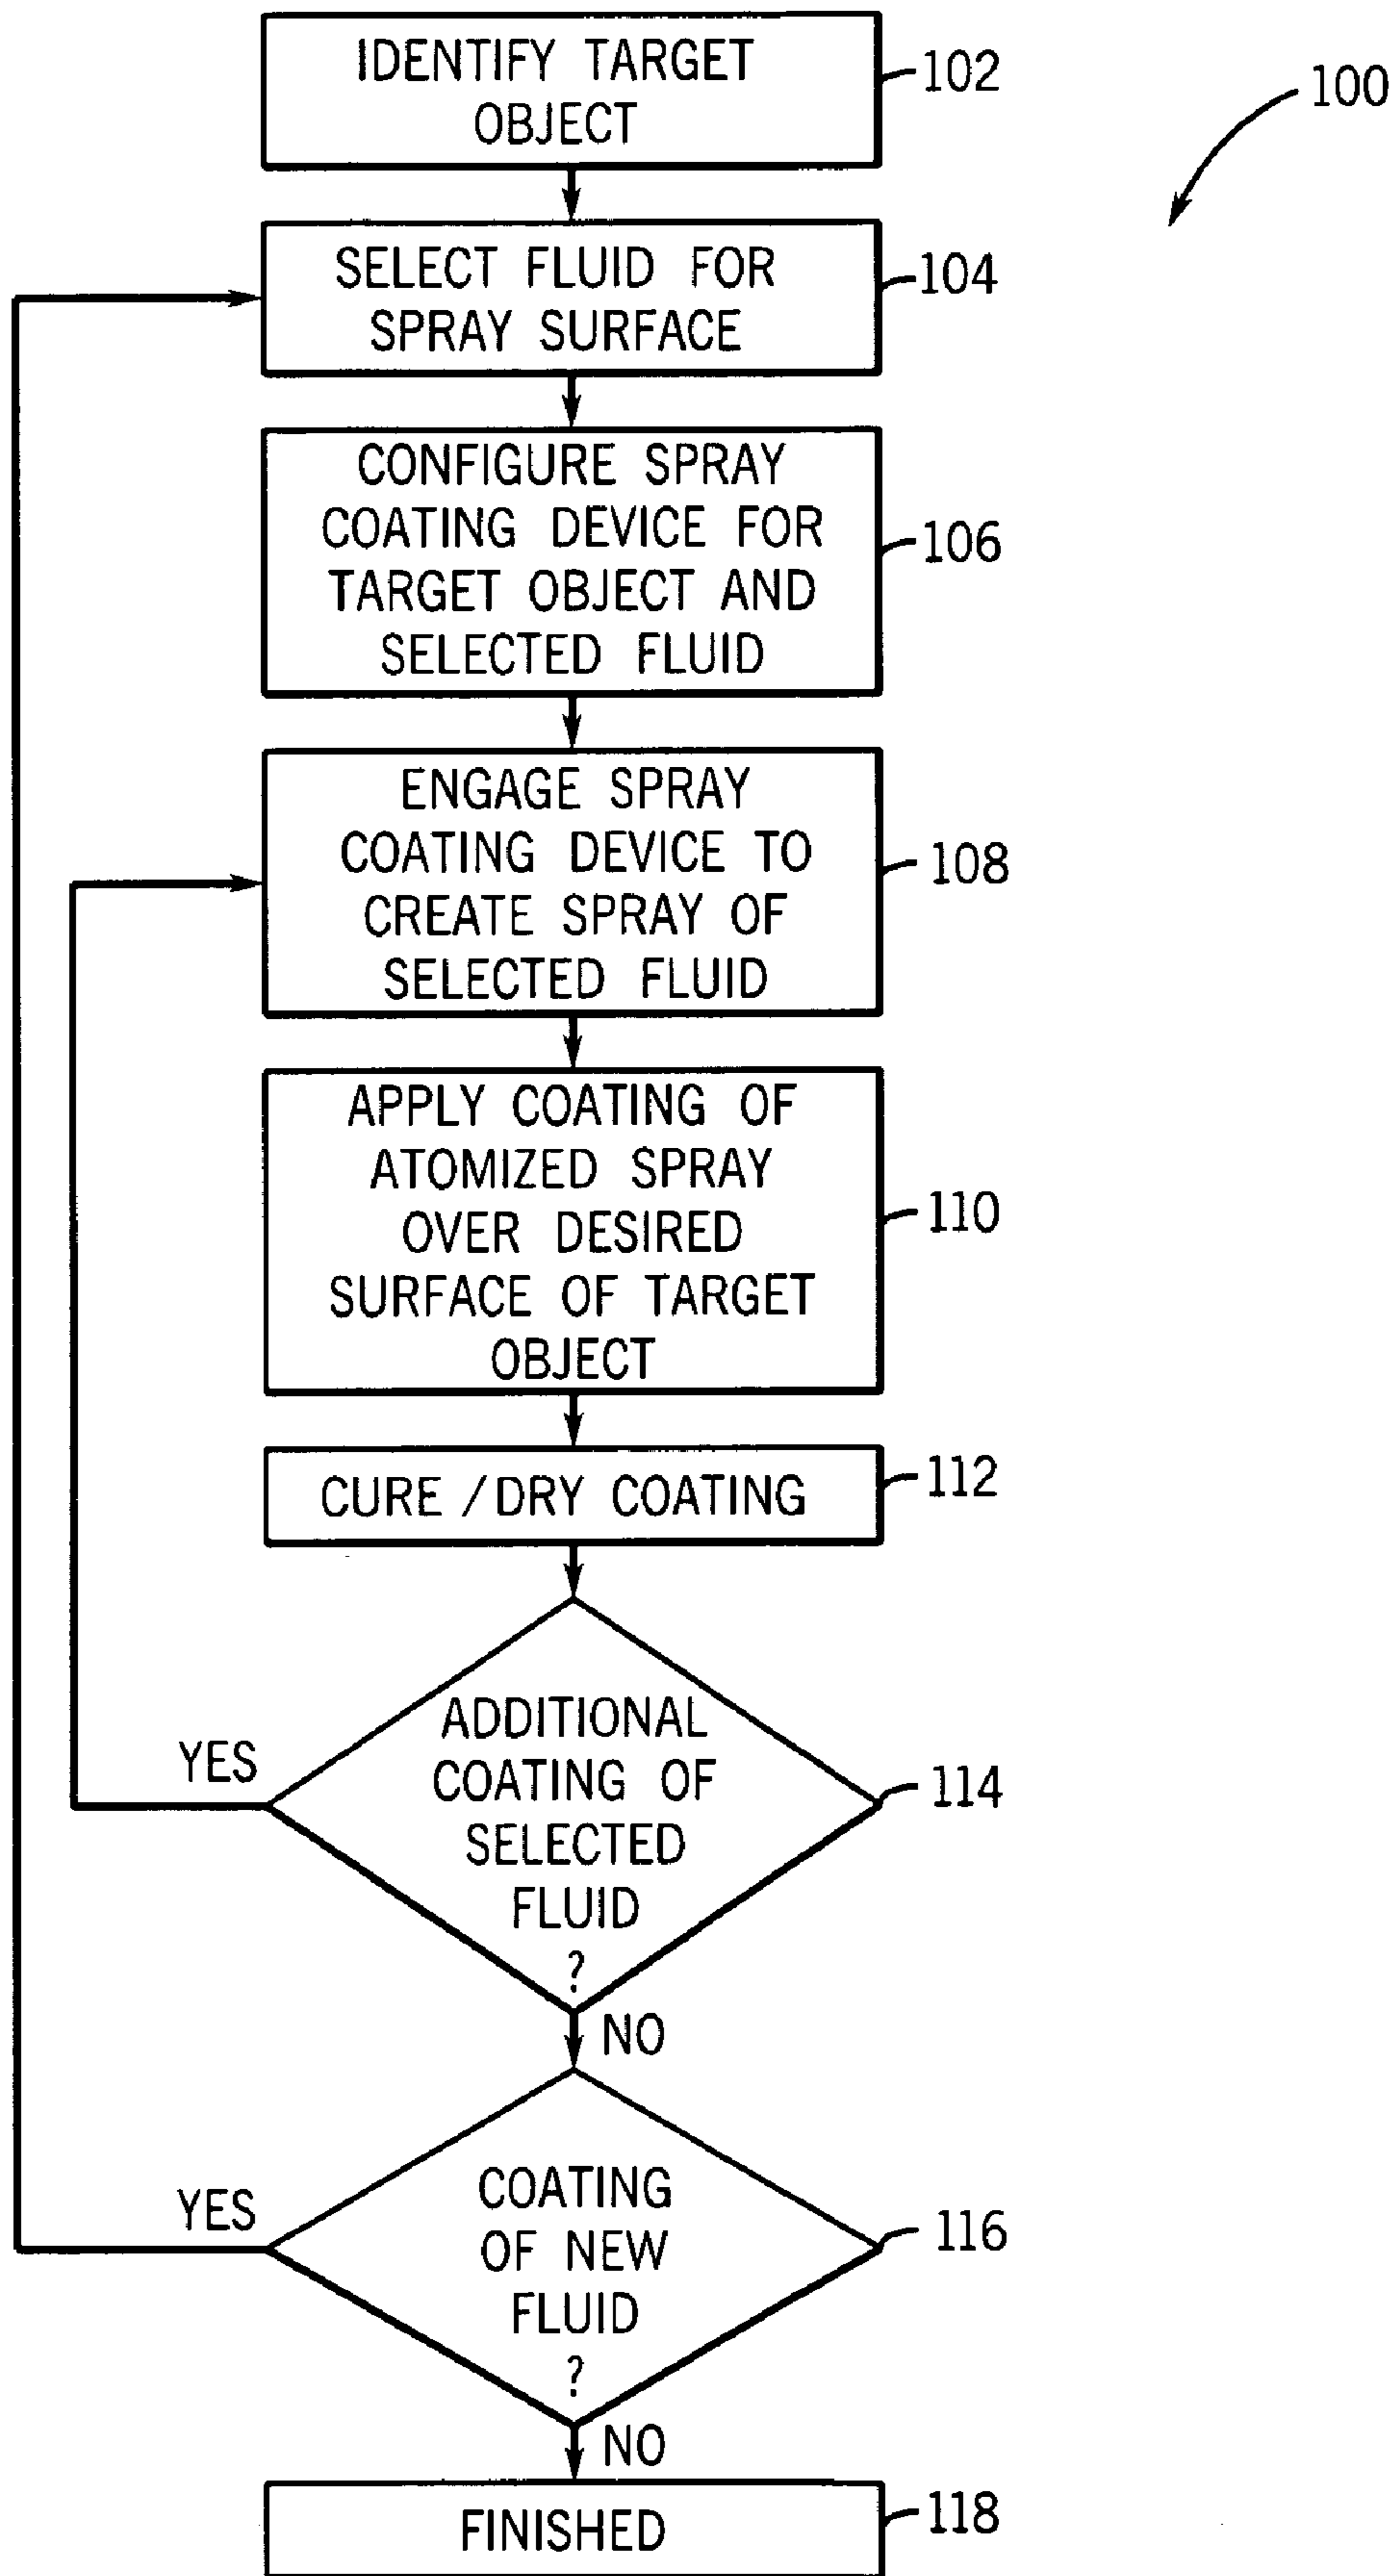 IDENTIFY TARGET
OBJECT
102
100
SELECT FLUID FOR
SPRAY SURFACE
104
CONFIGURE SPRAY
COATING DEVICE FOR
TARGET OBJECT AND
SELECTED FLUID
106
ENGAGE SPRAY
COATING DEVICE TO
CREATE SPRAY OF
SELECTED FLUID
108
APPLY COATING OF
ATOMIZED SPRAY
OVER DESIRED
SURFACE OF TARGET
OBJECT
110
CURE / DRY COATING
112
ADDITIONAL
COATING OF
SELECTED
FLUID
?
YES
114
NO
COATING
OF NEW
FLUID
?
YES
116
NO
FINISHED
118